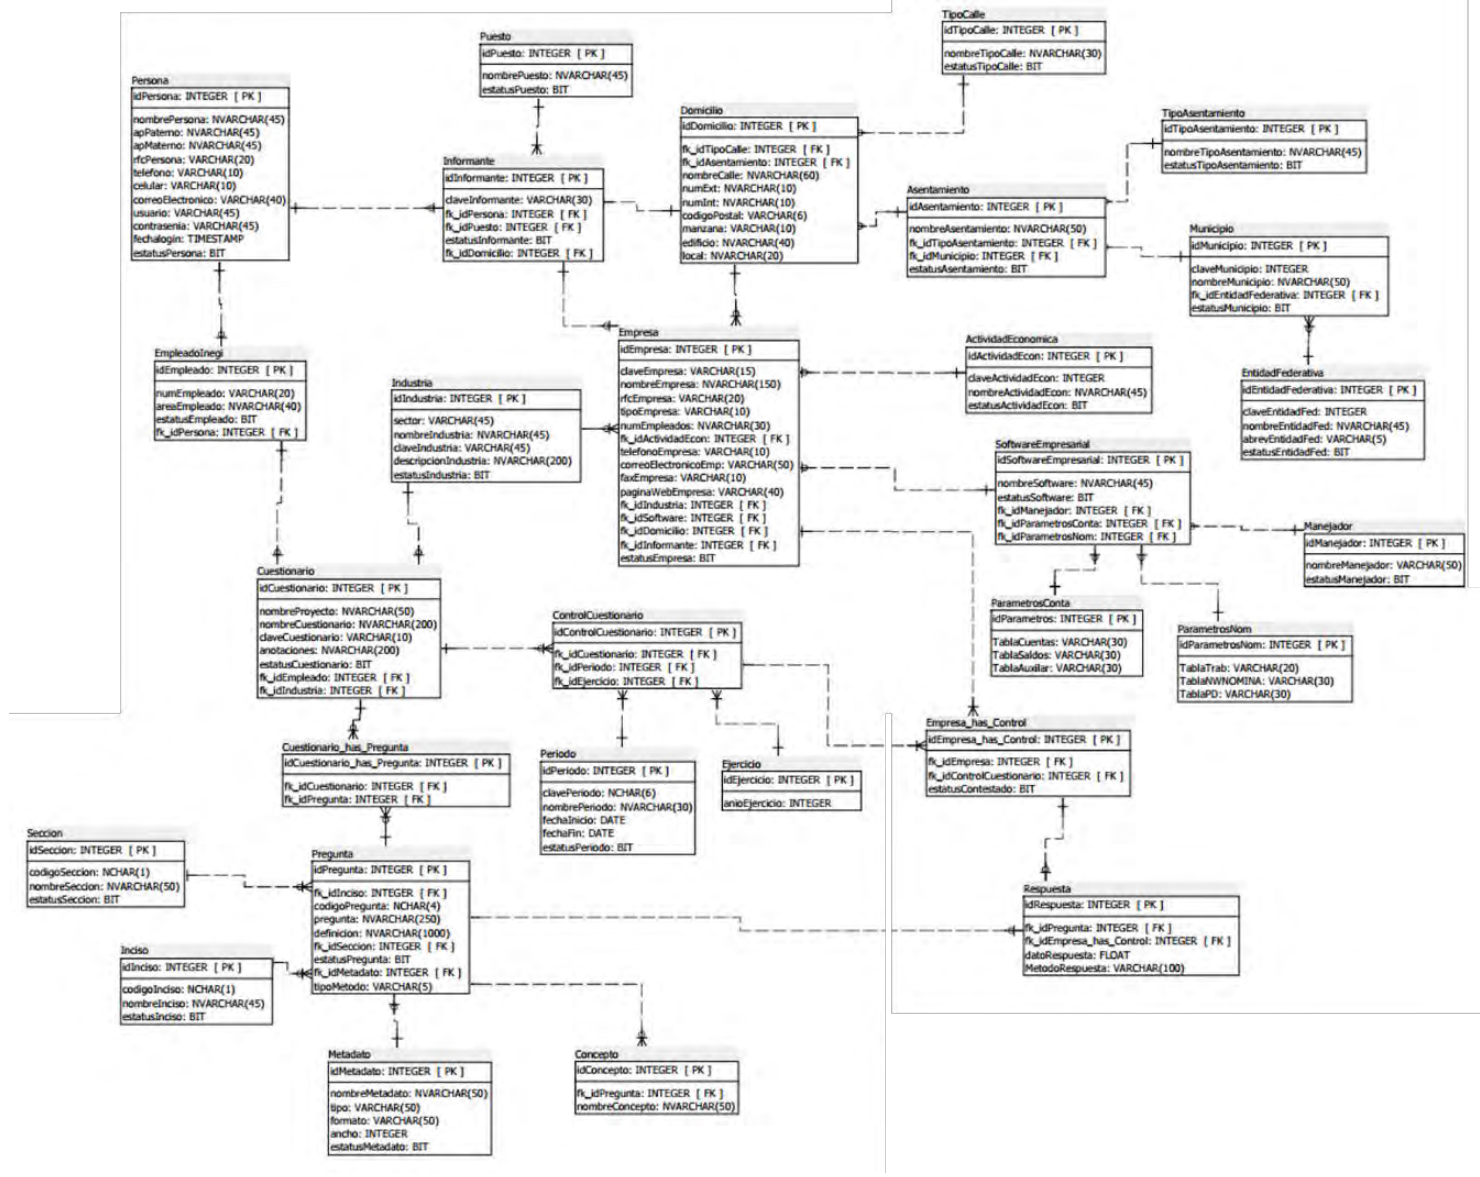 TipoCalle
idTipoCalle: INTEGER [ PK ]
nombreTipoCalle: NVARCHAR(30)
estatusTipoCalle: BIT
Puesto
idPuesto: INTEGER [ PK ]
nombrePuesto: NVARCHAR(45)
estatusPuesto: BIT
Persona
idPersona: INTEGER [ PK ]
nombrePersona: NVARCHAR(45)
apPaterno: NVARCHAR(45)
apMaterno: NVARCHAR(45)
rfcPersona: VARCHAR(20)
telefono: VARCHAR(10)
celular: VARCHAR(10)
correoElectronico: VARCHAR(40)
usuario: VARCHAR(45)
contrasenia: VARCHAR(45)
fechalogin: TIMESTAMP
estatusPersona: BIT
Domicilio
idDomicilio: INTEGER [ PK ]
fk_idTipoCalle: INTEGER [ FK ]
fk_idAsentamiento: INTEGER [ FK ]
nombreCalle: NVARCHAR(60)
numExt: NVARCHAR(10)
numInt: NVARCHAR(10)
codigoPostal: VARCHAR(6)
manzana: VARCHAR(10)
edificio: NVARCHAR(40)
local: NVARCHAR(20)
TipoAsentamiento
idTipoAsentamiento: INTEGER [ PK ]
nombreTipoAsentamiento: NVARCHAR(45)
estatusTipoAsentamiento: BIT
Informante
idInformante: INTEGER [ PK ]
claveInformante: VARCHAR(30)
fk_idPersona: INTEGER [ FK ]
fk_idPuesto: INTEGER [ FK ]
estatusInformante: BIT
fk_idDomicilio: INTEGER [ FK ]
Asentamiento
idAsentamiento: INTEGER [ PK ]
nombreAsentamiento: NVARCHAR(50)
fk_idTipoAsentamiento: INTEGER [ FK ]
fk_idMunicipio: INTEGER [ FK ]
estatusAsentamiento: BIT
Municipio
idMunicipio: INTEGER [ PK ]
claveMunicipio: INTEGER
nombreMunicipio: NVARCHAR(50)
fk_idEntidadFederativa: INTEGER [ FK ]
estatusMunicipio: BIT
EmpleadoInegi
idEmpleado: INTEGER [ PK ]
numEmpleado: VARCHAR(20)
areaEmpleado: NVARCHAR(40)
estatusEmpleado: BIT
fk_idPersona: INTEGER [ FK ]
Industria
idIndustria: INTEGER [ PK ]
sector: VARCHAR(45)
nombreIndustria: NVARCHAR(45)
claveIndustria: VARCHAR(45)
descripcionIndustria: NVARCHAR(200)
estatusIndustria: BIT
Empresa
idEmpresa: INTEGER [ PK ]
claveEmpresa: VARCHAR(15)
nombreEmpresa: NVARCHAR(150)
rfcEmpresa: VARCHAR(20)
tipoEmpresa: VARCHAR(10)
numEmpleados: NVARCHAR(30)
fk_idActividadEcon: INTEGER [ FK ]
telefonoEmpresa: VARCHAR(10)
correoElectronicoEmp: VARCHAR(50)
faxEmpresa: VARCHAR(10)
paginaWebEmpresa: VARCHAR(40)
fk_idIndustria: INTEGER [ FK ]
fk_idSoftware: INTEGER [ FK ]
fk_idDomicilio: INTEGER [ FK ]
fk_idInformante: INTEGER [ FK ]
estatusEmpresa: BIT
ActividadEconomica
idActividadEcon: INTEGER [ PK ]
claveActividadEcon: INTEGER
nombreActividadEcon: NVARCHAR(45)
estatusActividadEcon: BIT
EntidadFederativa
idEntidadFederativa: INTEGER [ PK ]
claveEntidadFed: INTEGER
nombreEntidadFed: NVARCHAR(45)
abrevEntidadFed: VARCHAR(5)
estatusEntidadFed: BIT
SoftwareEmpresarial
idSoftwareEmpresarial: INTEGER [ PK ]
nombreSoftware: NVARCHAR(45)
estatusSoftware: BIT
fk_idManejador: INTEGER [ FK ]
fk_idParametrosConta: INTEGER [ FK ]
fk_idParametrosNom: INTEGER [ FK ]
Manejador
idManejador: INTEGER [ PK ]
nombreManejador: VARCHAR(50)
estatusManejador: BIT
Cuestionario
idCuestionario: INTEGER [ PK ]
nombreProyecto: NVARCHAR(50)
nombreCuestionario: NVARCHAR(200)
claveCuestionario: VARCHAR(10)
anotaciones: NVARCHAR(200)
estatusCuestionario: BIT
fk_idEmpleado: INTEGER [ FK ]
fk_idIndustria: INTEGER [ FK ]
ControlCuestionario
idControlCuestionario: INTEGER [ PK ]
fk_idCuestionario: INTEGER [ FK ]
fk_idPeriodo: INTEGER [ FK ]
fk_idEjercicio: INTEGER [ FK ]
ParametrosConta
idParametros: INTEGER [ PK ]
TablaCuentas: VARCHAR(30)
TablaSaldos: VARCHAR(30)
TablaAuxiliar: VARCHAR(30)
ParametrosNom
idParametrosNom: INTEGER [ PK ]
TablaTrab: VARCHAR(20)
TablaNWNOMINA: VARCHAR(30)
TablaPD: VARCHAR(30)
Cuestionario_has_Pregunta
idCuestionario_has_Pregunta: INTEGER [ PK ]
fk_idCuestionario: INTEGER [ FK ]
fk_idPregunta: INTEGER [ FK ]
Periodo
idPeriodo: INTEGER [ PK ]
clavePeriodo: NCHAR(6)
nombrePeriodo: NVARCHAR(30)
fechaInicio: DATE
fechaFin: DATE
estatusPeriodo: BIT
Ejercicio
idEjercicio: INTEGER [ PK ]
anioEjercicio: INTEGER
Empresa_has_Control
idEmpresa_has_Control: INTEGER [ PK ]
fk_idEmpresa: INTEGER [ FK ]
fk_idControlCuestionario: INTEGER [ FK ]
estatusContestado: BIT
Seccion
idSeccion: INTEGER [ PK ]
codigoSeccion: NCHAR(1)
nombreSeccion: NVARCHAR(50)
estatusSeccion: BIT
Pregunta
idPregunta: INTEGER [ PK ]
fk_idInciso: INTEGER [ FK ]
codigoPregunta: NCHAR(4)
pregunta: NVARCHAR(250)
definicion: NVARCHAR(1000)
fk_idSeccion: INTEGER [ FK ]
estatusPregunta: BIT
fk_idMetadato: INTEGER [ FK ]
tipoMetodo: VARCHAR(5)
Respuesta
idRespuesta: INTEGER [ PK ]
fk_idPregunta: INTEGER [ FK ]
fk_idEmpresa_has_Control: INTEGER [ FK ]
datoRespuesta: FLOAT
MetodoRespuesta: VARCHAR(100)
Inciso
idInciso: INTEGER [ PK ]
codigoInciso: NCHAR(1)
nombreInciso: NVARCHAR(45)
estatusInciso: BIT
Metadato
idMetadato: INTEGER [ PK ]
nombreMetadato: NVARCHAR(50)
tipo: VARCHAR(50)
formato: VARCHAR(50)
ancho: INTEGER
estatusMetadato: BIT
Concepto
idConcepto: INTEGER [ PK ]
fk_idPregunta: INTEGER [ FK ]
nombreConcepto: NVARCHAR(50)